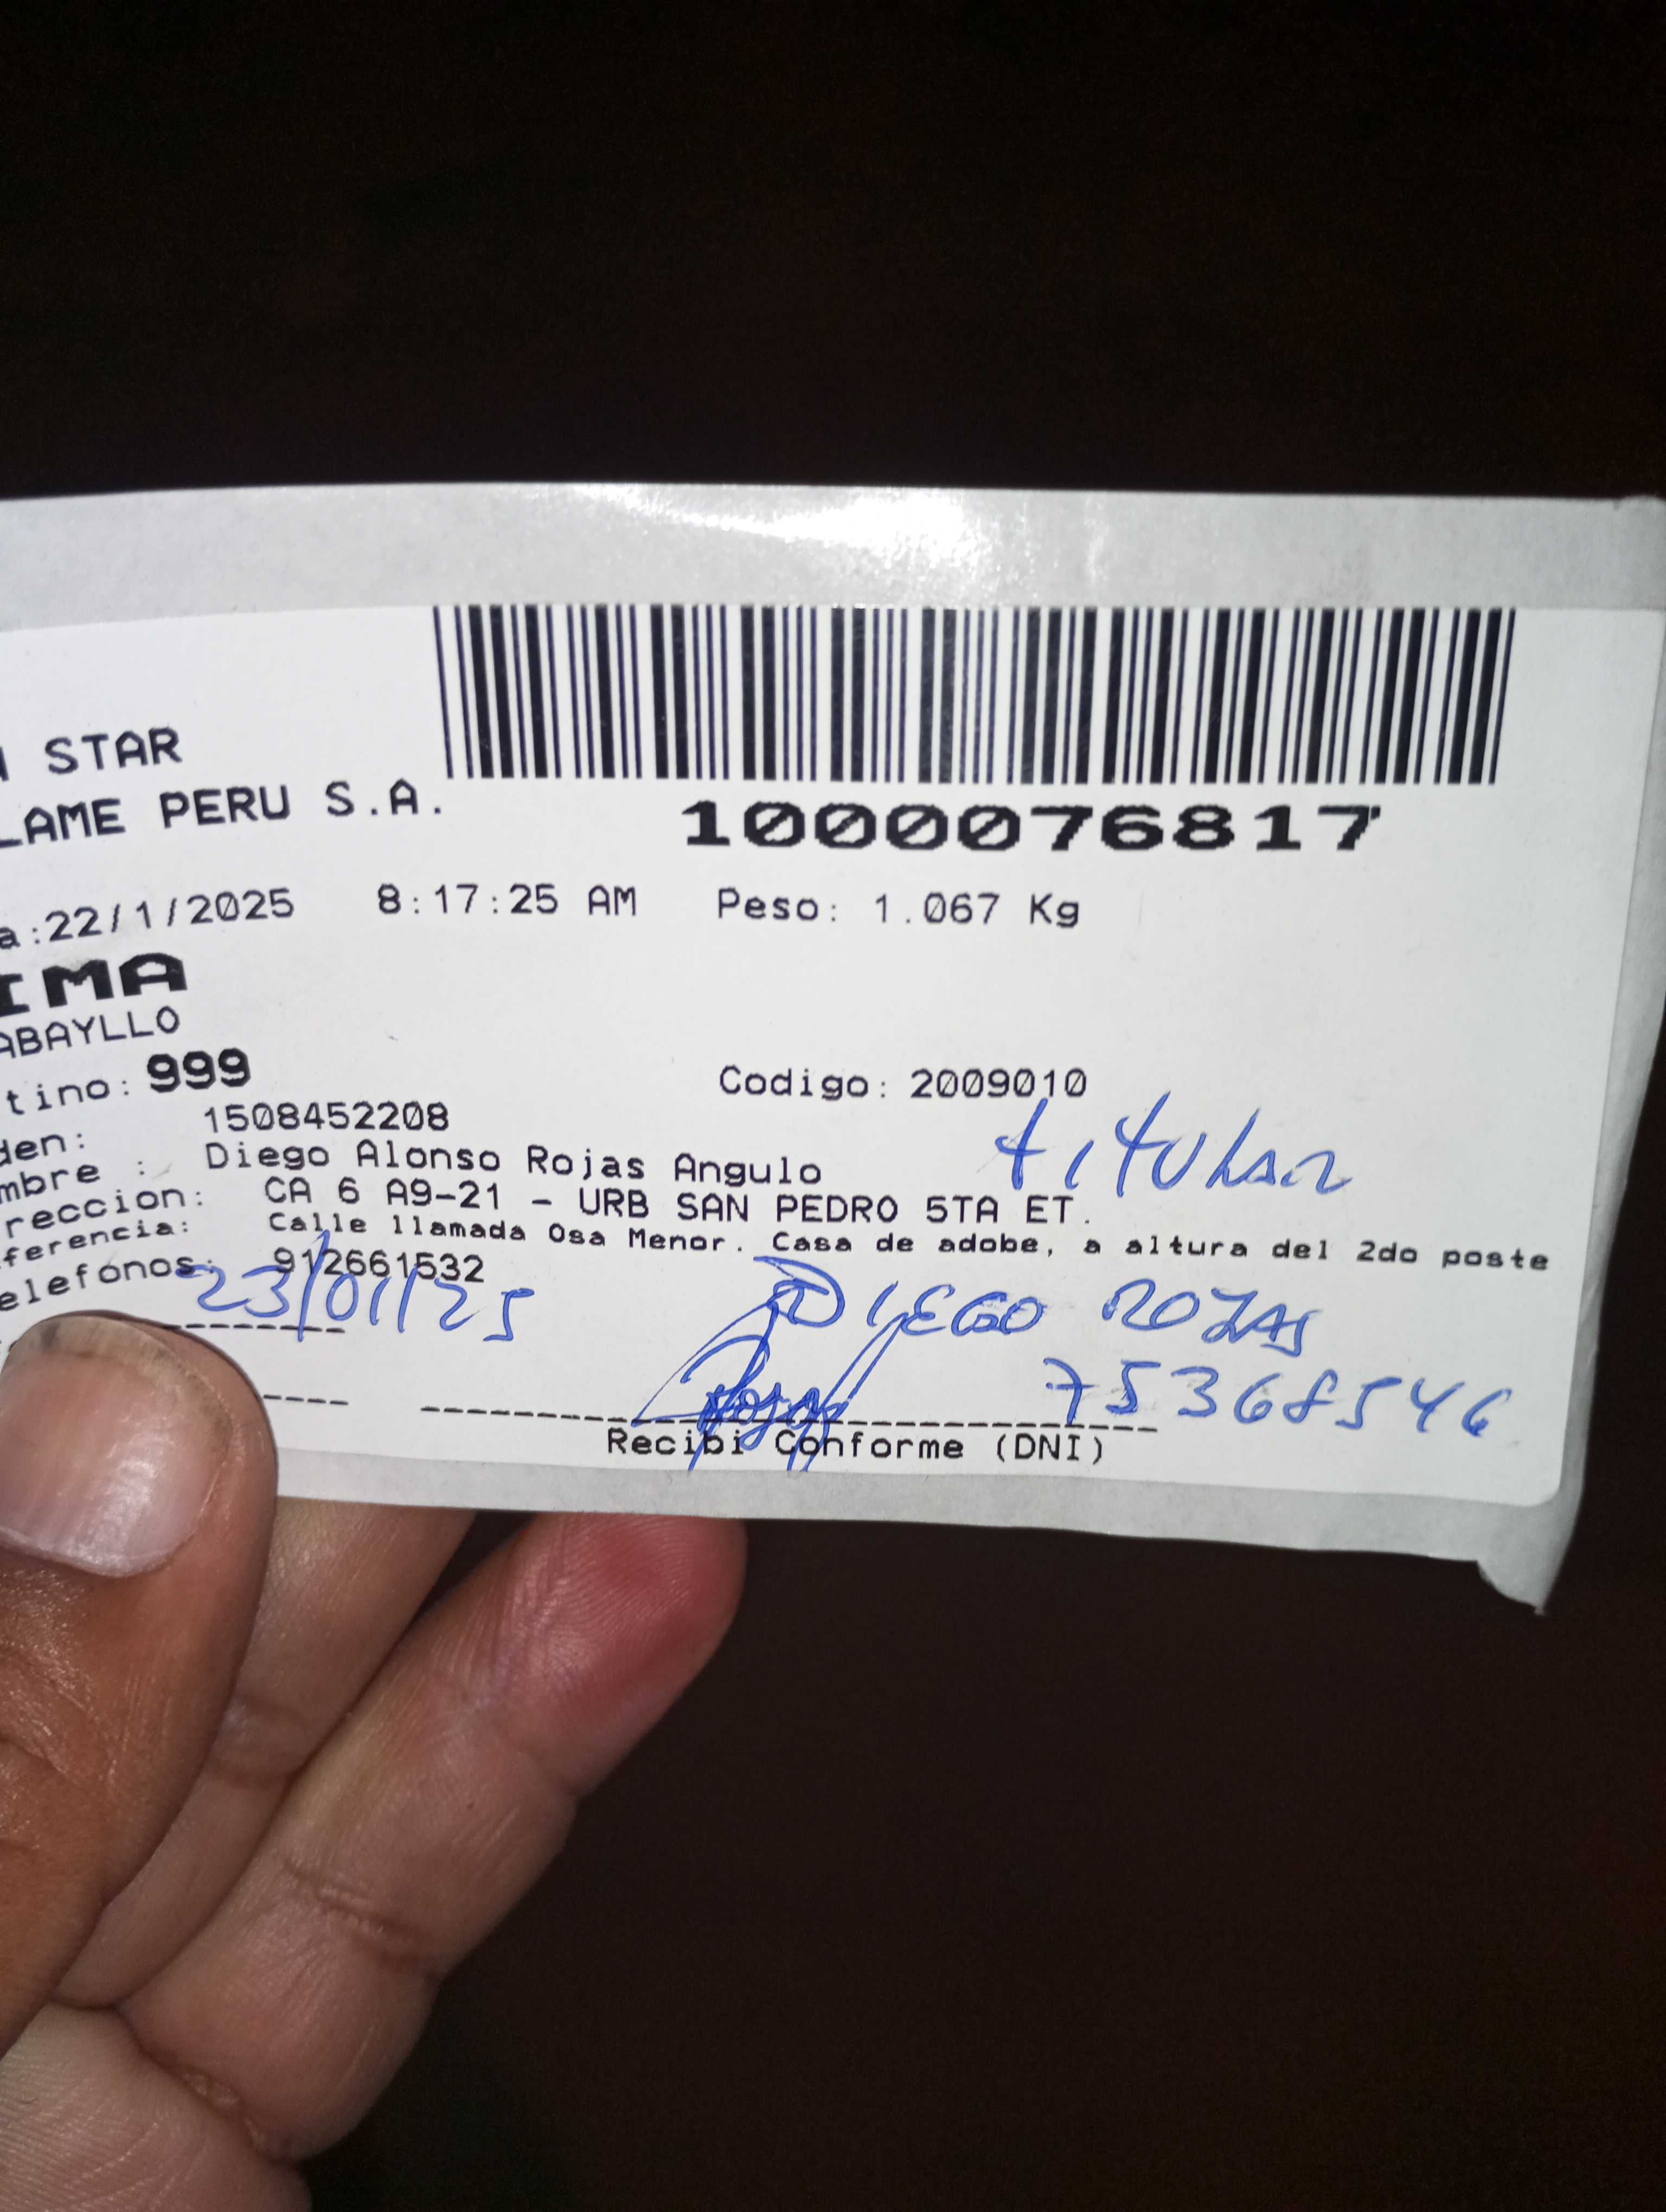 STAR
LAME PERU S.A.
1000076817
a:22/1/2025 8:17:25 AM Peso: 1.067 Kg
IMA
ABAYLLO
tino: 999 Codigo: 2009010
den: 1508452208
titular
mbre : Diego Alonso Rojas Angulo
reccion: CA 6 A9-21 - URB SAN PEDRO 5TA ET.
ferencia: Calle llamada Osa Menor. Casa de adobe, a altura del 2do poste
elefonos: 912661532
23/01/25 DIEGO ROJAS
75368546
Recibi Conforme (DNI)